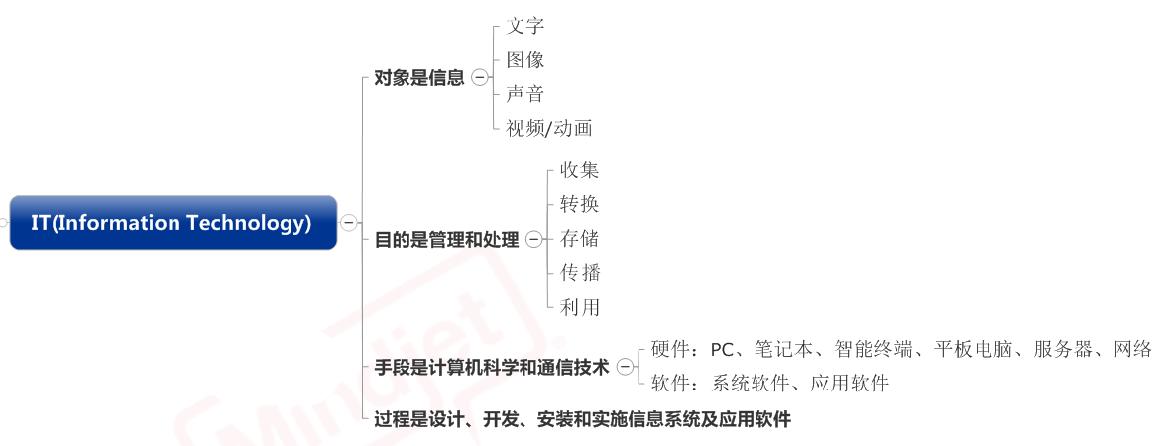 文字
图像
对象是信息
声音
视频/动画
收集
转换
IT(Information Technology)
目的是管理和处理
存储
传播
利用
硬件：PC、笔记本、智能终端、平板电脑、服务器、网络
手段是计算机科学和通信技术
软件：系统软件、应用软件
过程是设计、开发、安装和实施信息系统及应用软件
Mindjet